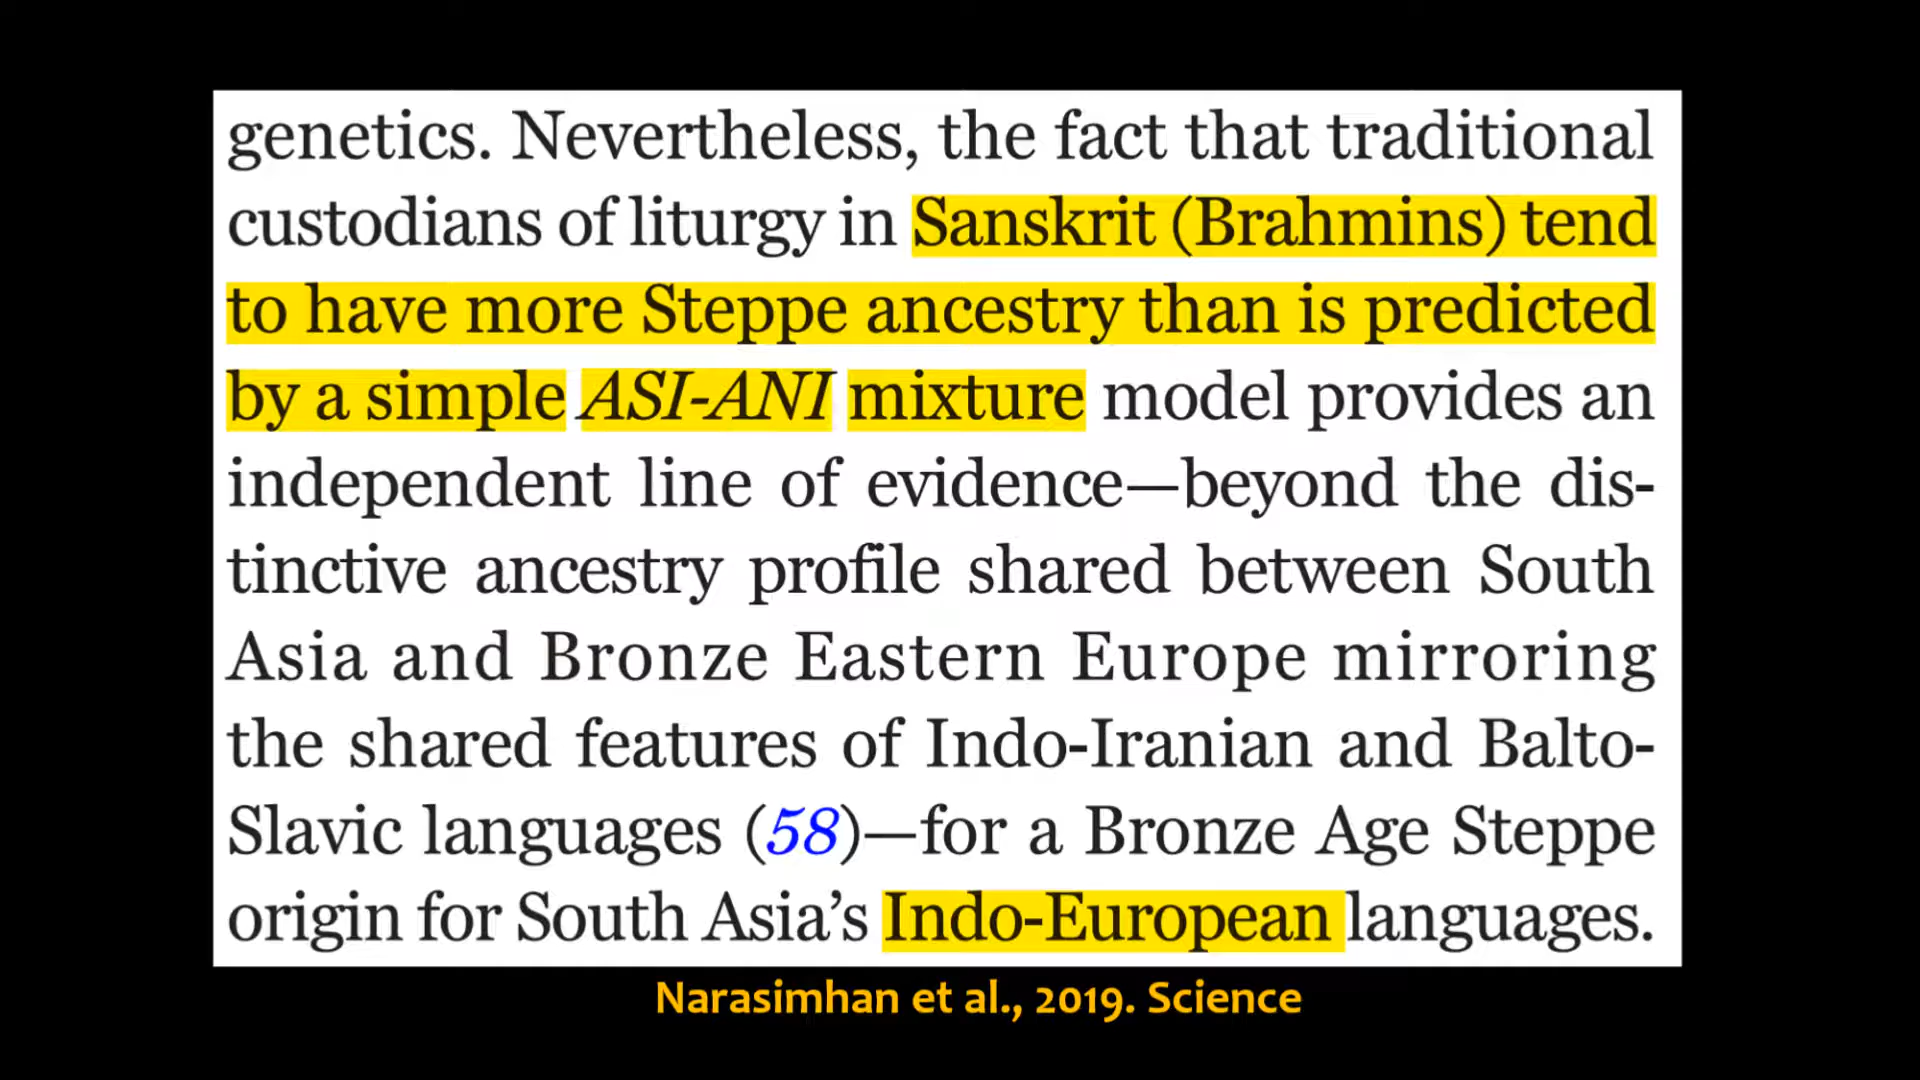 genetics. Nevertheless, the fact that traditional
custodians of liturgy in Sanskrit (Brahmins) tend
to have more Steppe ancestry than is predicted
by a simple ASI-ANI mixture model provides an
independent line of evidence—beyond the dis-
tinctive ancestry profile shared between South
Asia and Bronze Eastern Europe mirroring
the shared features of Indo-Iranian and Balto-
Slavic languages (58)—for a Bronze Age Steppe
origin for South Asia’s Indo-European languages.
Narasimhan et al., 2019. Science